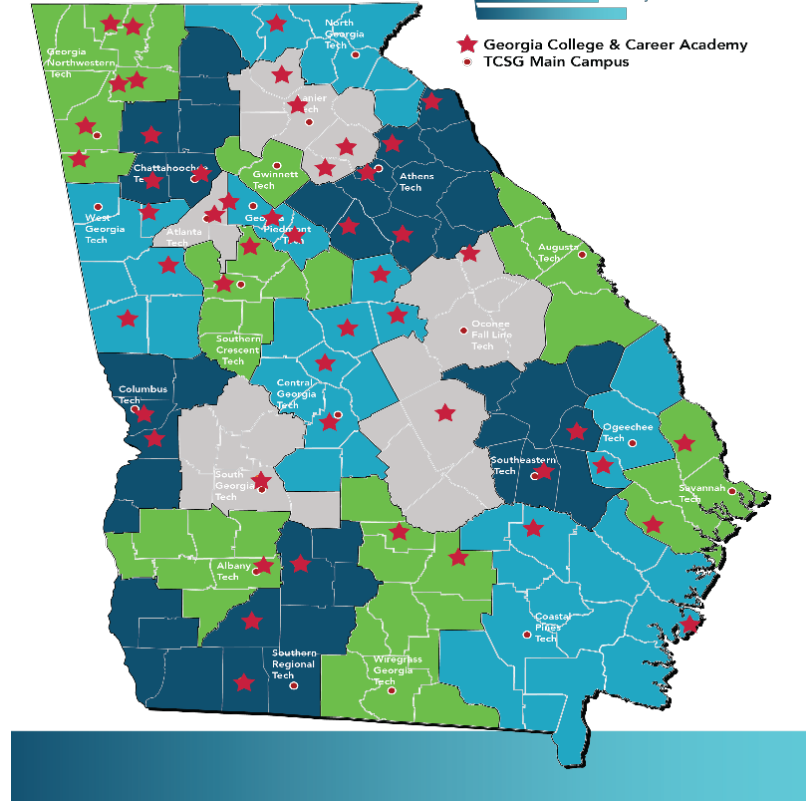 Georgia College & Career Academy
TCSG Main Campus
North
Georgia
Tech
Georgia
Northwestern
Tech
Lanier
Tech
Chattahoochee
Tech
Gwinnett
Tech
Athens
Tech
West
Georgia
Tech
Atlanta
Tech
Georgia
Piedmont
Tech
Augusta
Tech
Oconee
Fall Line
Tech
Southern
Crescent
Tech
Central
Georgia
Tech
Columbus
Tech
Ogeechee
Tech
Southeastern
Tech
South
Georgia
Tech
Savannah
Tech
Albany
Tech
Coastal
Pines
Tech
Southern
Regional
Tech
Wiregrass
Georgia
Tech